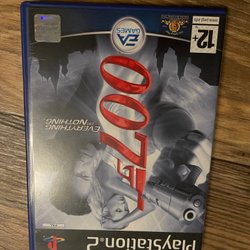 PlayStation 2
007
EVERYTHING
OR NOTHING
EA
GAMES
12+